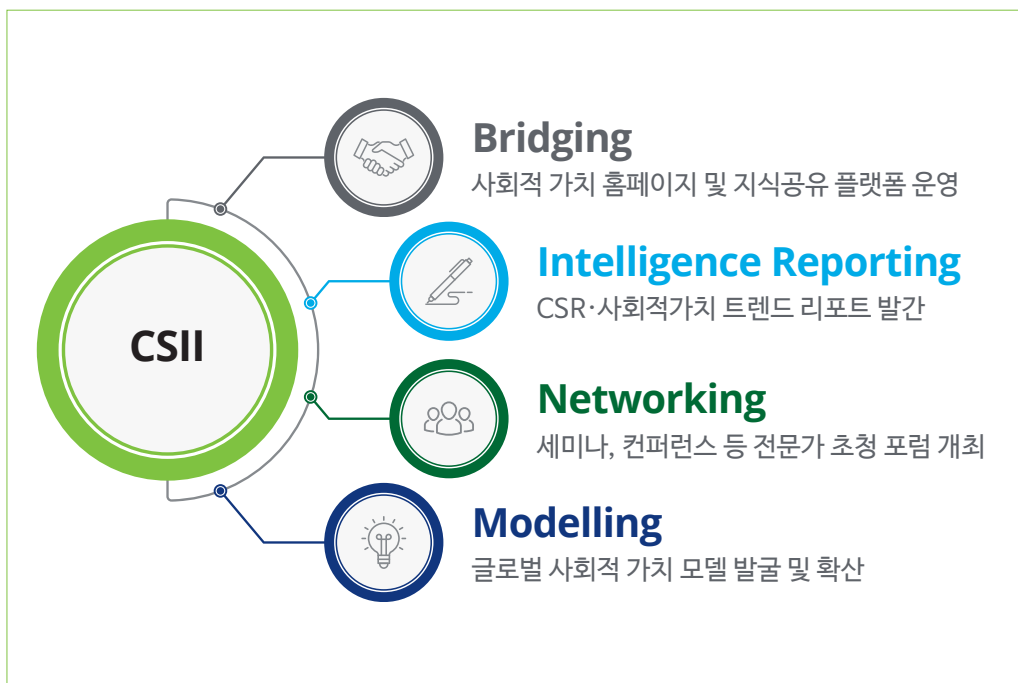 CSII
Bridging
사회적 가치 홈페이지 및 지식공유 플랫폼 운영
Intelligence Reporting
CSR·사회적가치 트렌드 리포트 발간
Networking
세미나, 컨퍼런스 등 전문가 초청 포럼 개최
Modelling
글로벌 사회적 가치 모델 발굴 및 확산